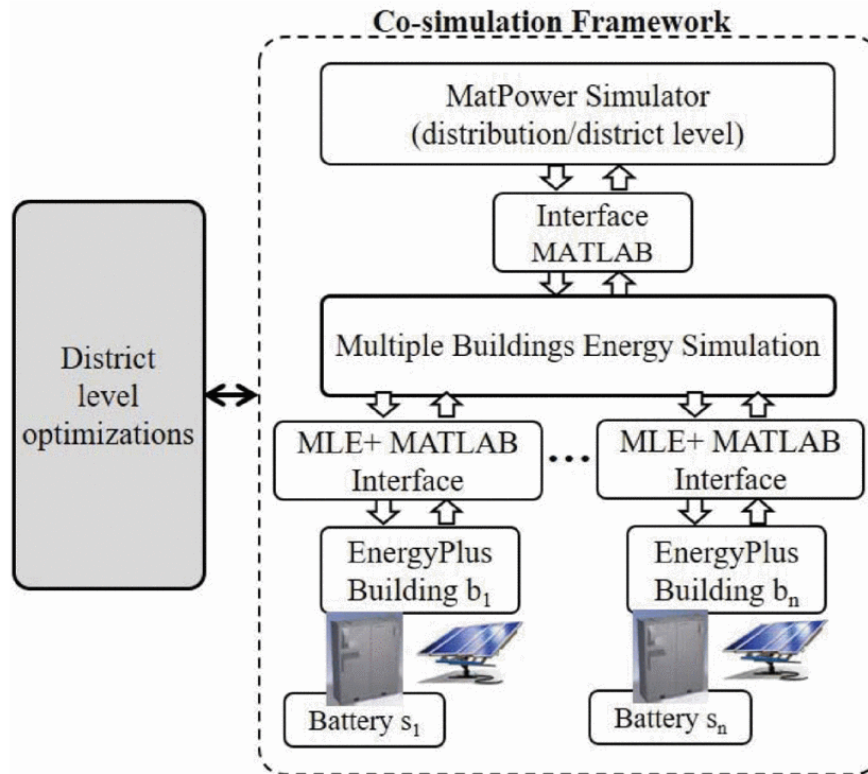 Co-simulation Framework
MatPower Simulator
(distribution/district level)
Interface
MATLAB
Multiple Buildings Energy Simulation
District
level
optimizations
MLE+ MATLAB
Interface
...
MLE+ MATLAB
Interface
EnergyPlus
Building b₁
EnergyPlus
Building bₙ
Battery s₁
Battery sₙ